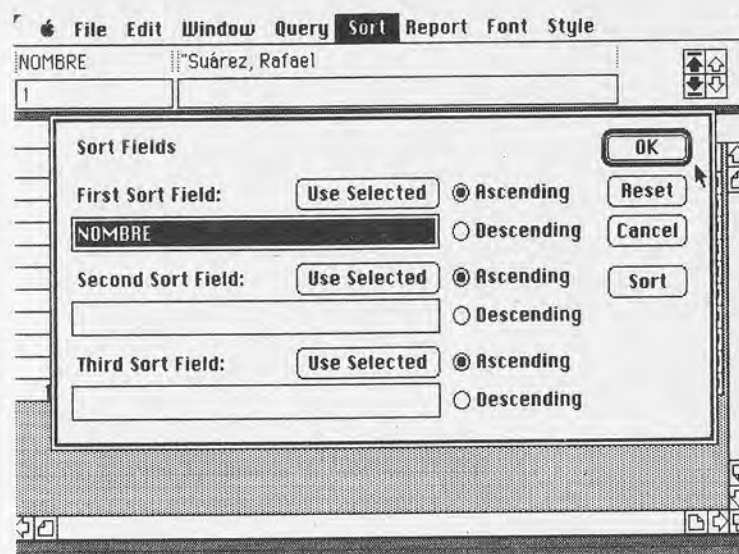 File Edit Window Query Sort Report Font Style
NOMBRE "Suárez, Rafael
1
Sort Fields OK
First Sort Field: Use Selected Ascending Reset
NOMBRE Descending Cancel
Second Sort Field: Use Selected Ascending Sort
Descending
Third Sort Field: Use Selected Ascending
Descending